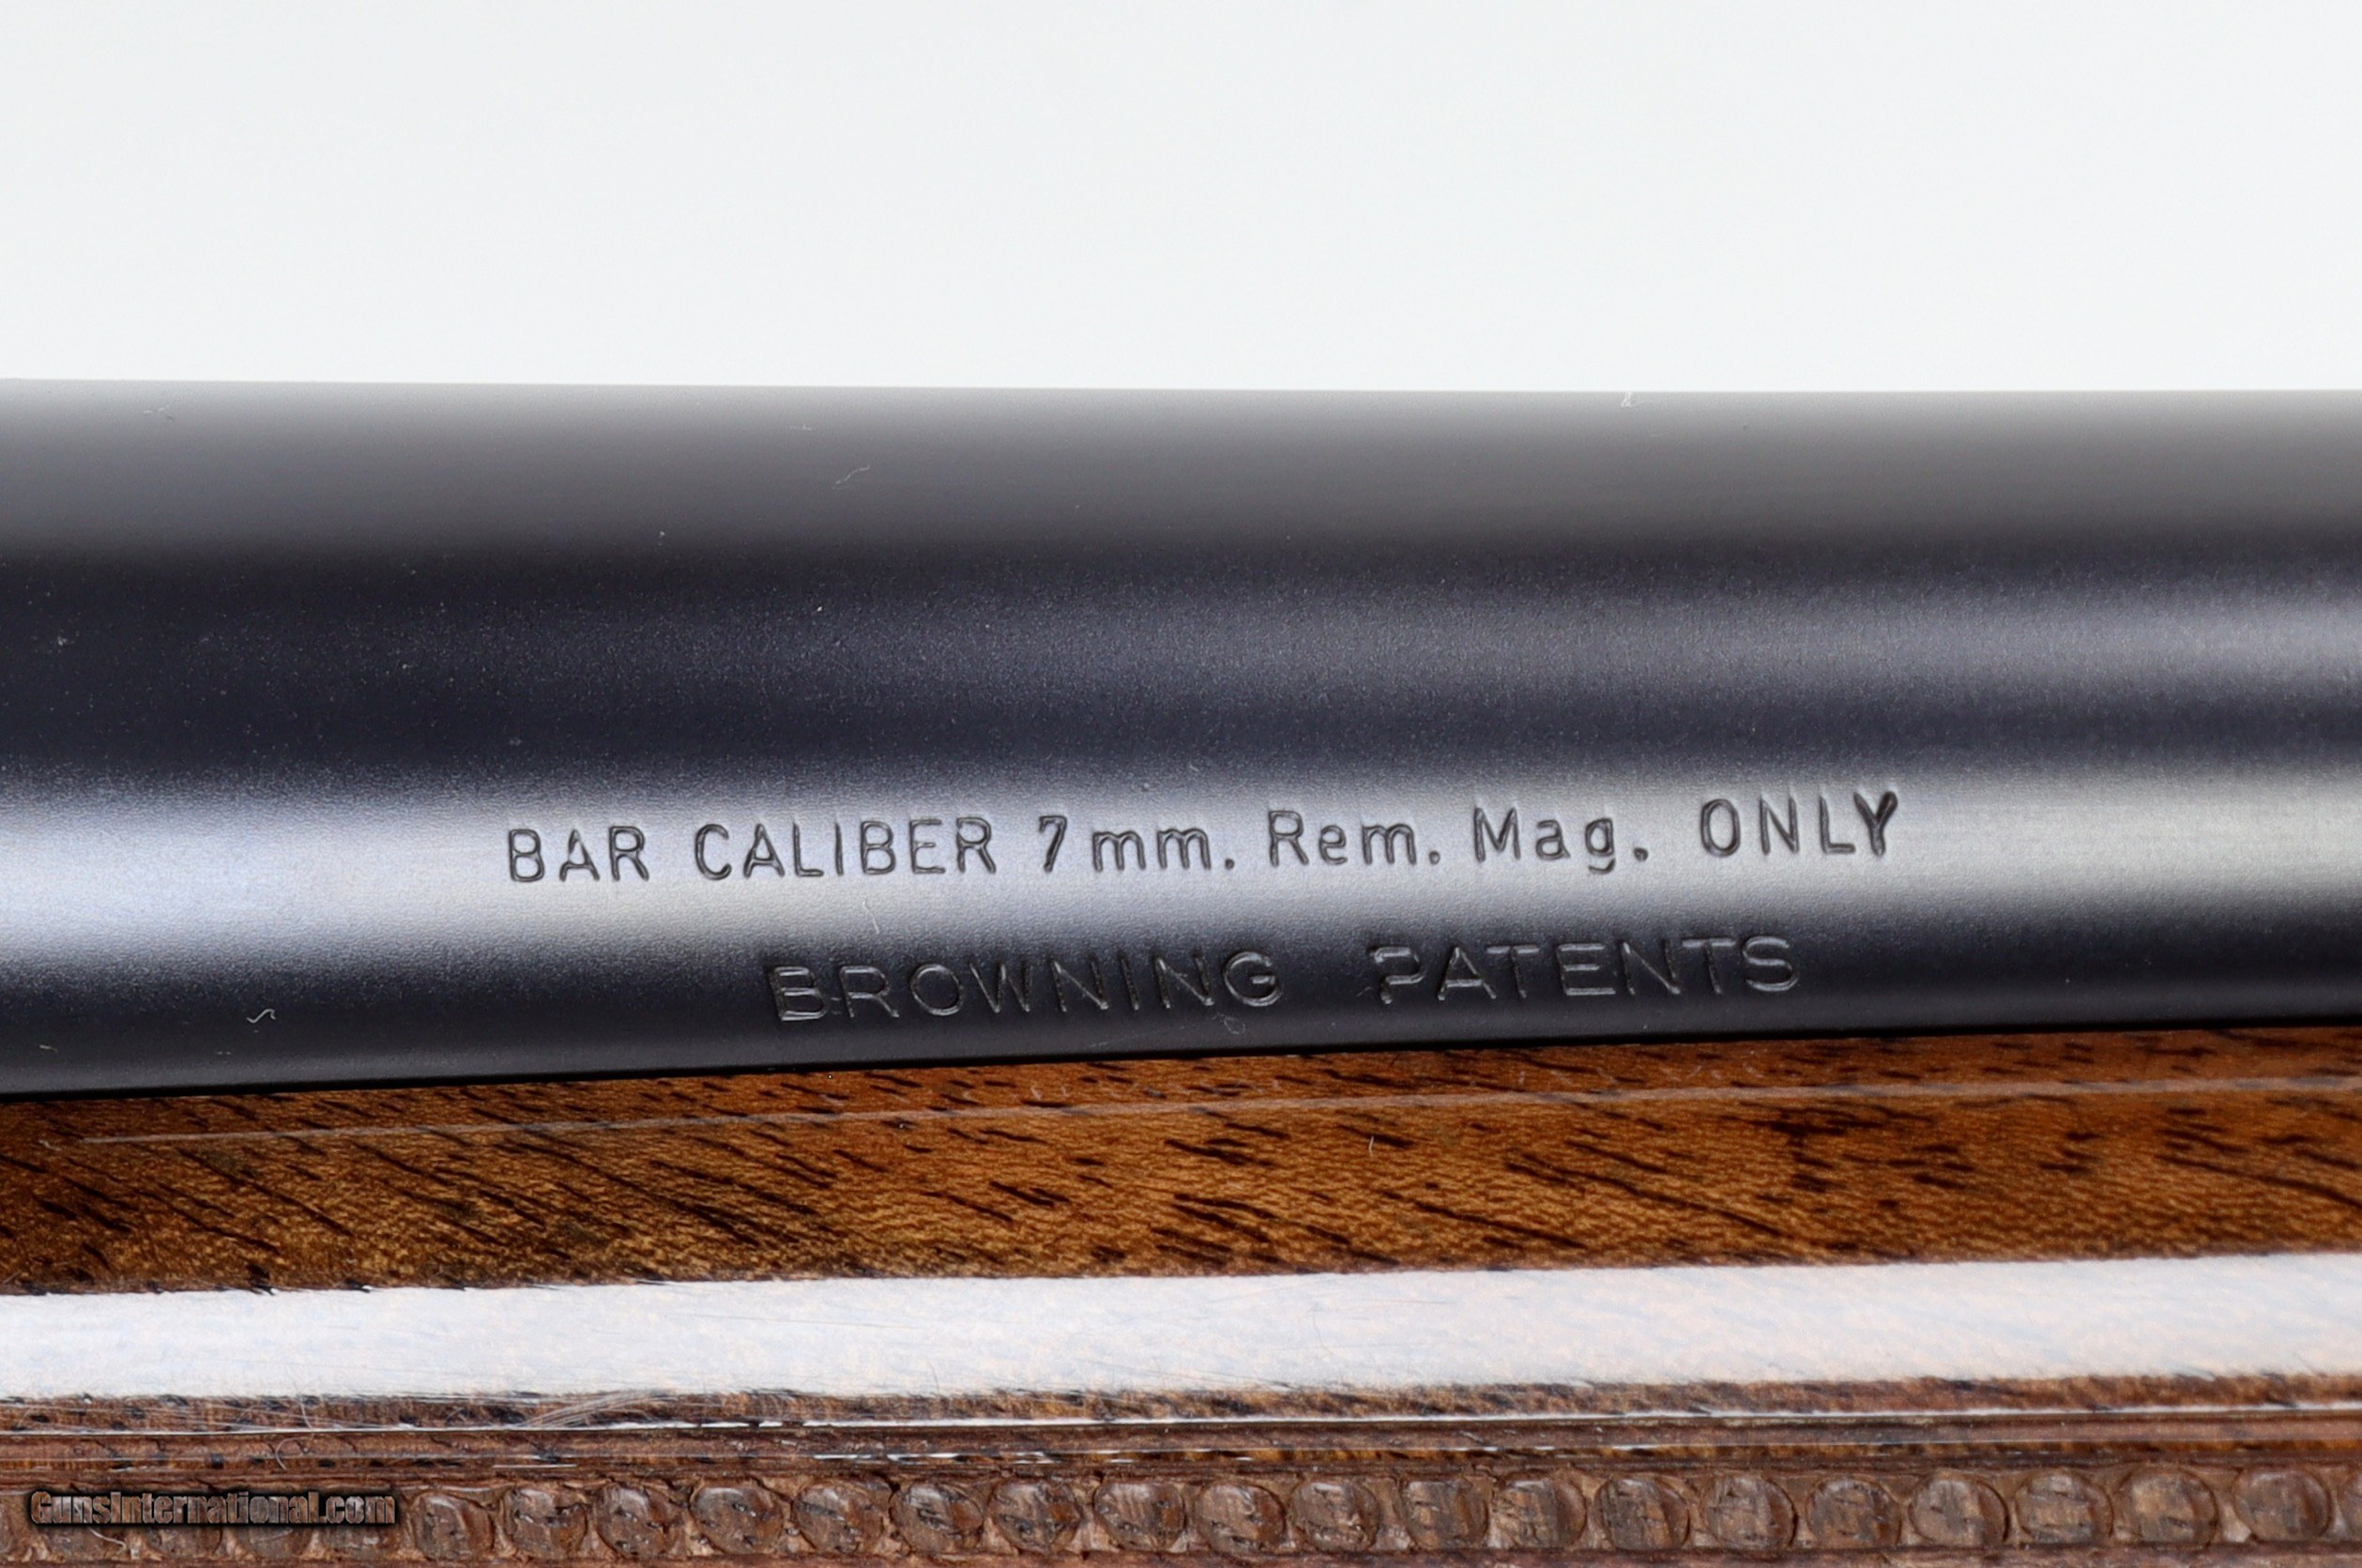 BAR CALIBER 7mm. Rem. Mag. ONLY
BROWNING PATENTS
GunsInternational.com